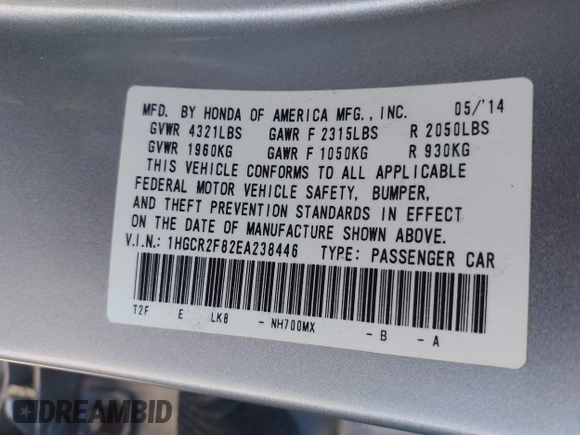 MFD. BY HONDA OF AMERICA MFG., INC. 05/'14
GVWR 4321LBS GAWR F 2315LBS R 2050LBS
GVWR 1960KG GAWR F 1050KG R 930KG
THIS VEHICLE CONFORMS TO ALL APPLICABLE
FEDERAL MOTOR VEHICLE SAFETY, BUMPER,
AND THEFT PREVENTION STANDARDS IN EFFECT
ON THE DATE OF MANUFACTURE SHOWN ABOVE.
V.I.N.: 1HGCR2F82EA238446 TYPE: PASSENGER CAR
T2F E LK8 - NH700MX - B - A
DREAMBID